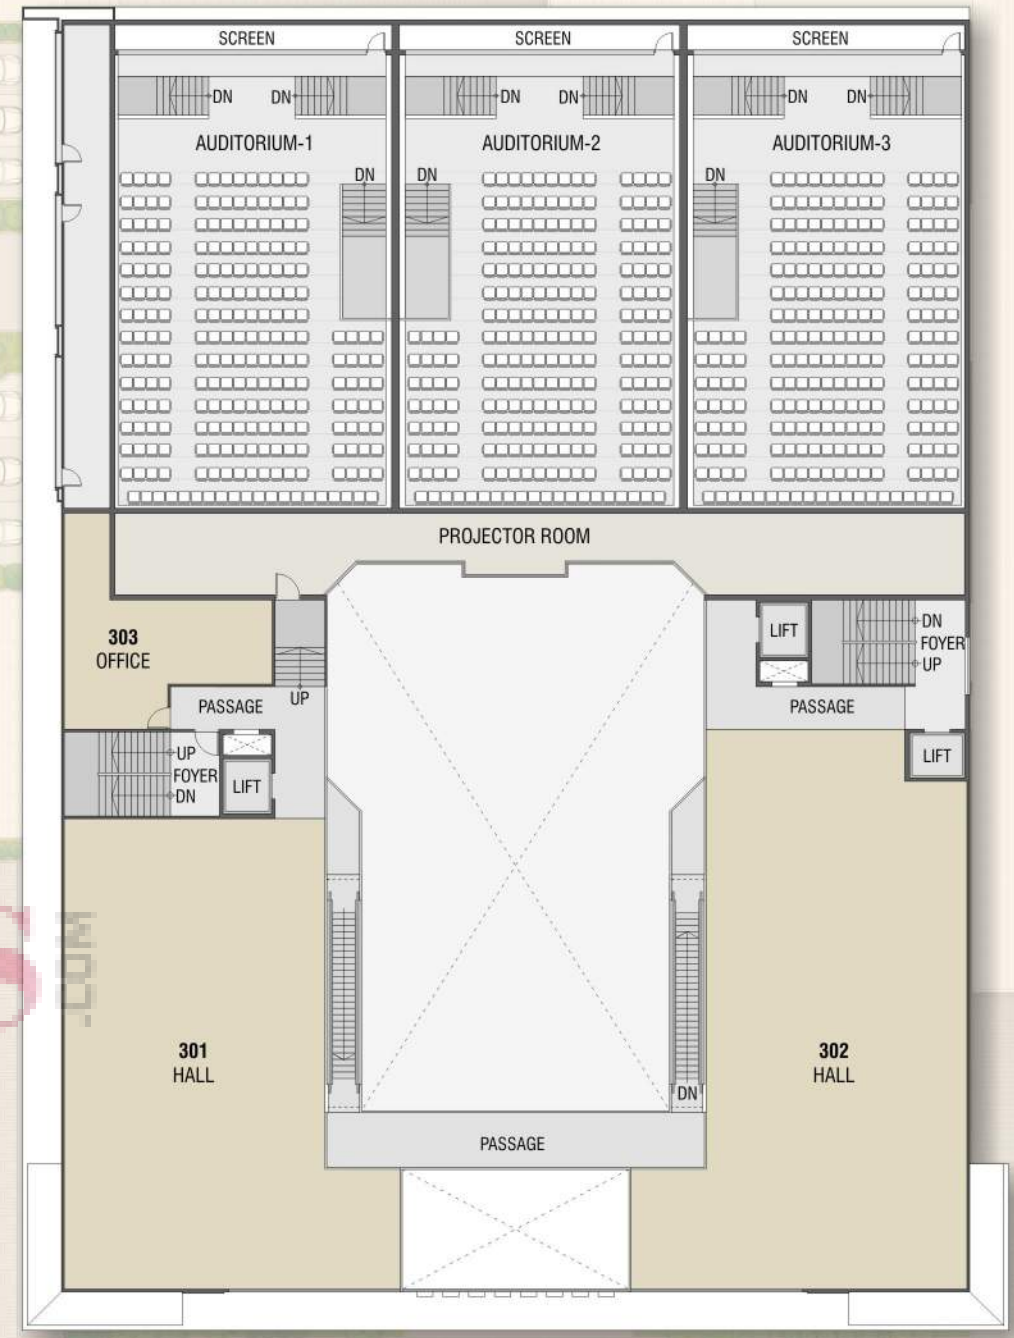 SCREEN
SCREEN
SCREEN
DN
DN
DN
DN
DN
DN
AUDITORIUM-1
AUDITORIUM-2
AUDITORIUM-3
DN
DN
DN
PROJECTOR ROOM
303
OFFICE
LIFT
DN
FOYER
UP
PASSAGE
UP
PASSAGE
UP
FOYER
DN
LIFT
LIFT
S
.COM
301
HALL
302
HALL
DN
PASSAGE